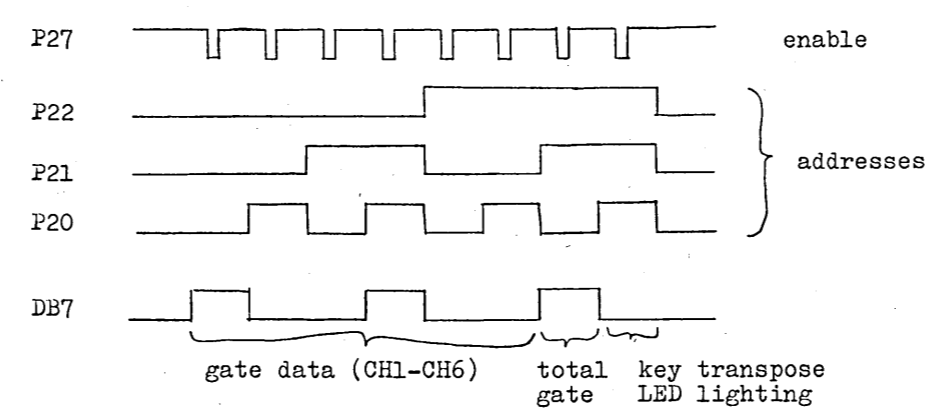 P27 enable
P22
P21 addresses
P20
DB7
gate data (CH1-CH6) total key transpose
gate LED lighting